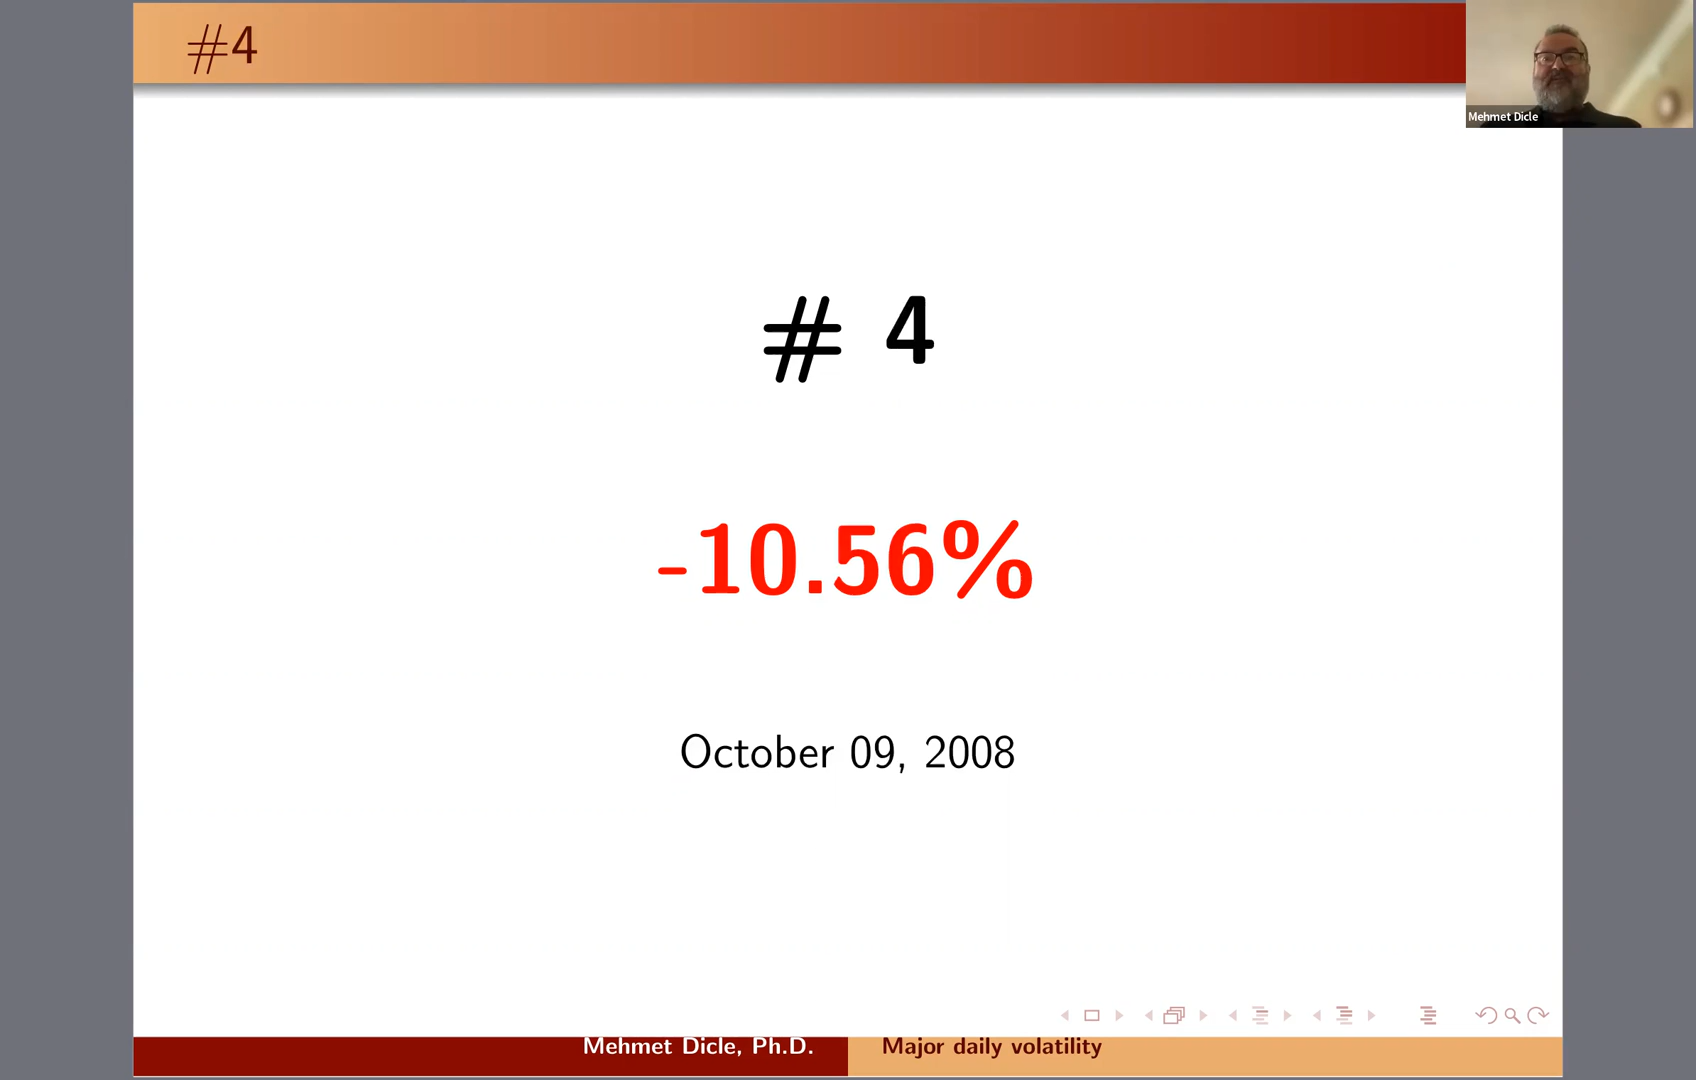 #4
Mehmet Dicle
# 4
-10.56%
October 09, 2008
Mehmet Dicle, Ph.D.
Major daily volatility